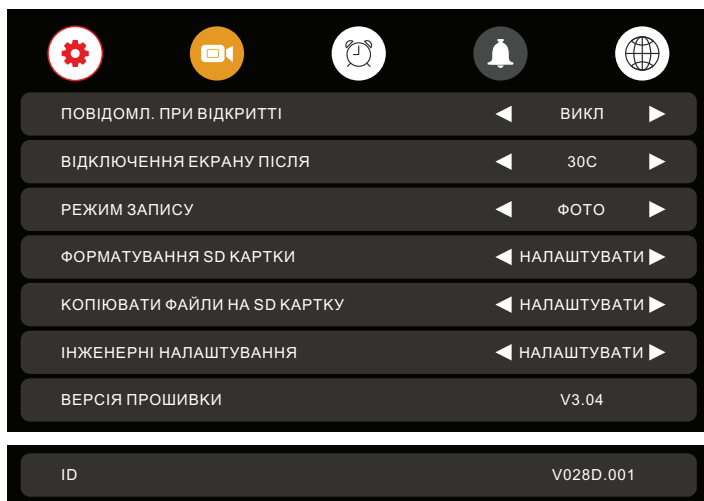 ПОВІДОМЛ. ПРИ ВІДКРИТТІ ВИКЛ
ВІДКЛЮЧЕННЯ ЕКРАНУ ПІСЛЯ 30С
РЕЖИМ ЗАПИСУ ФОТО
ФОРМАТУВАННЯ SD КАРТКИ НАЛАШТУВАТИ
КОПІЮВАТИ ФАЙЛИ НА SD КАРТКУ НАЛАШТУВАТИ
ІНЖЕНЕРНІ НАЛАШТУВАННЯ НАЛАШТУВАТИ
ВЕРСІЯ ПРОШИВКИ V3.04
ID V028D.001